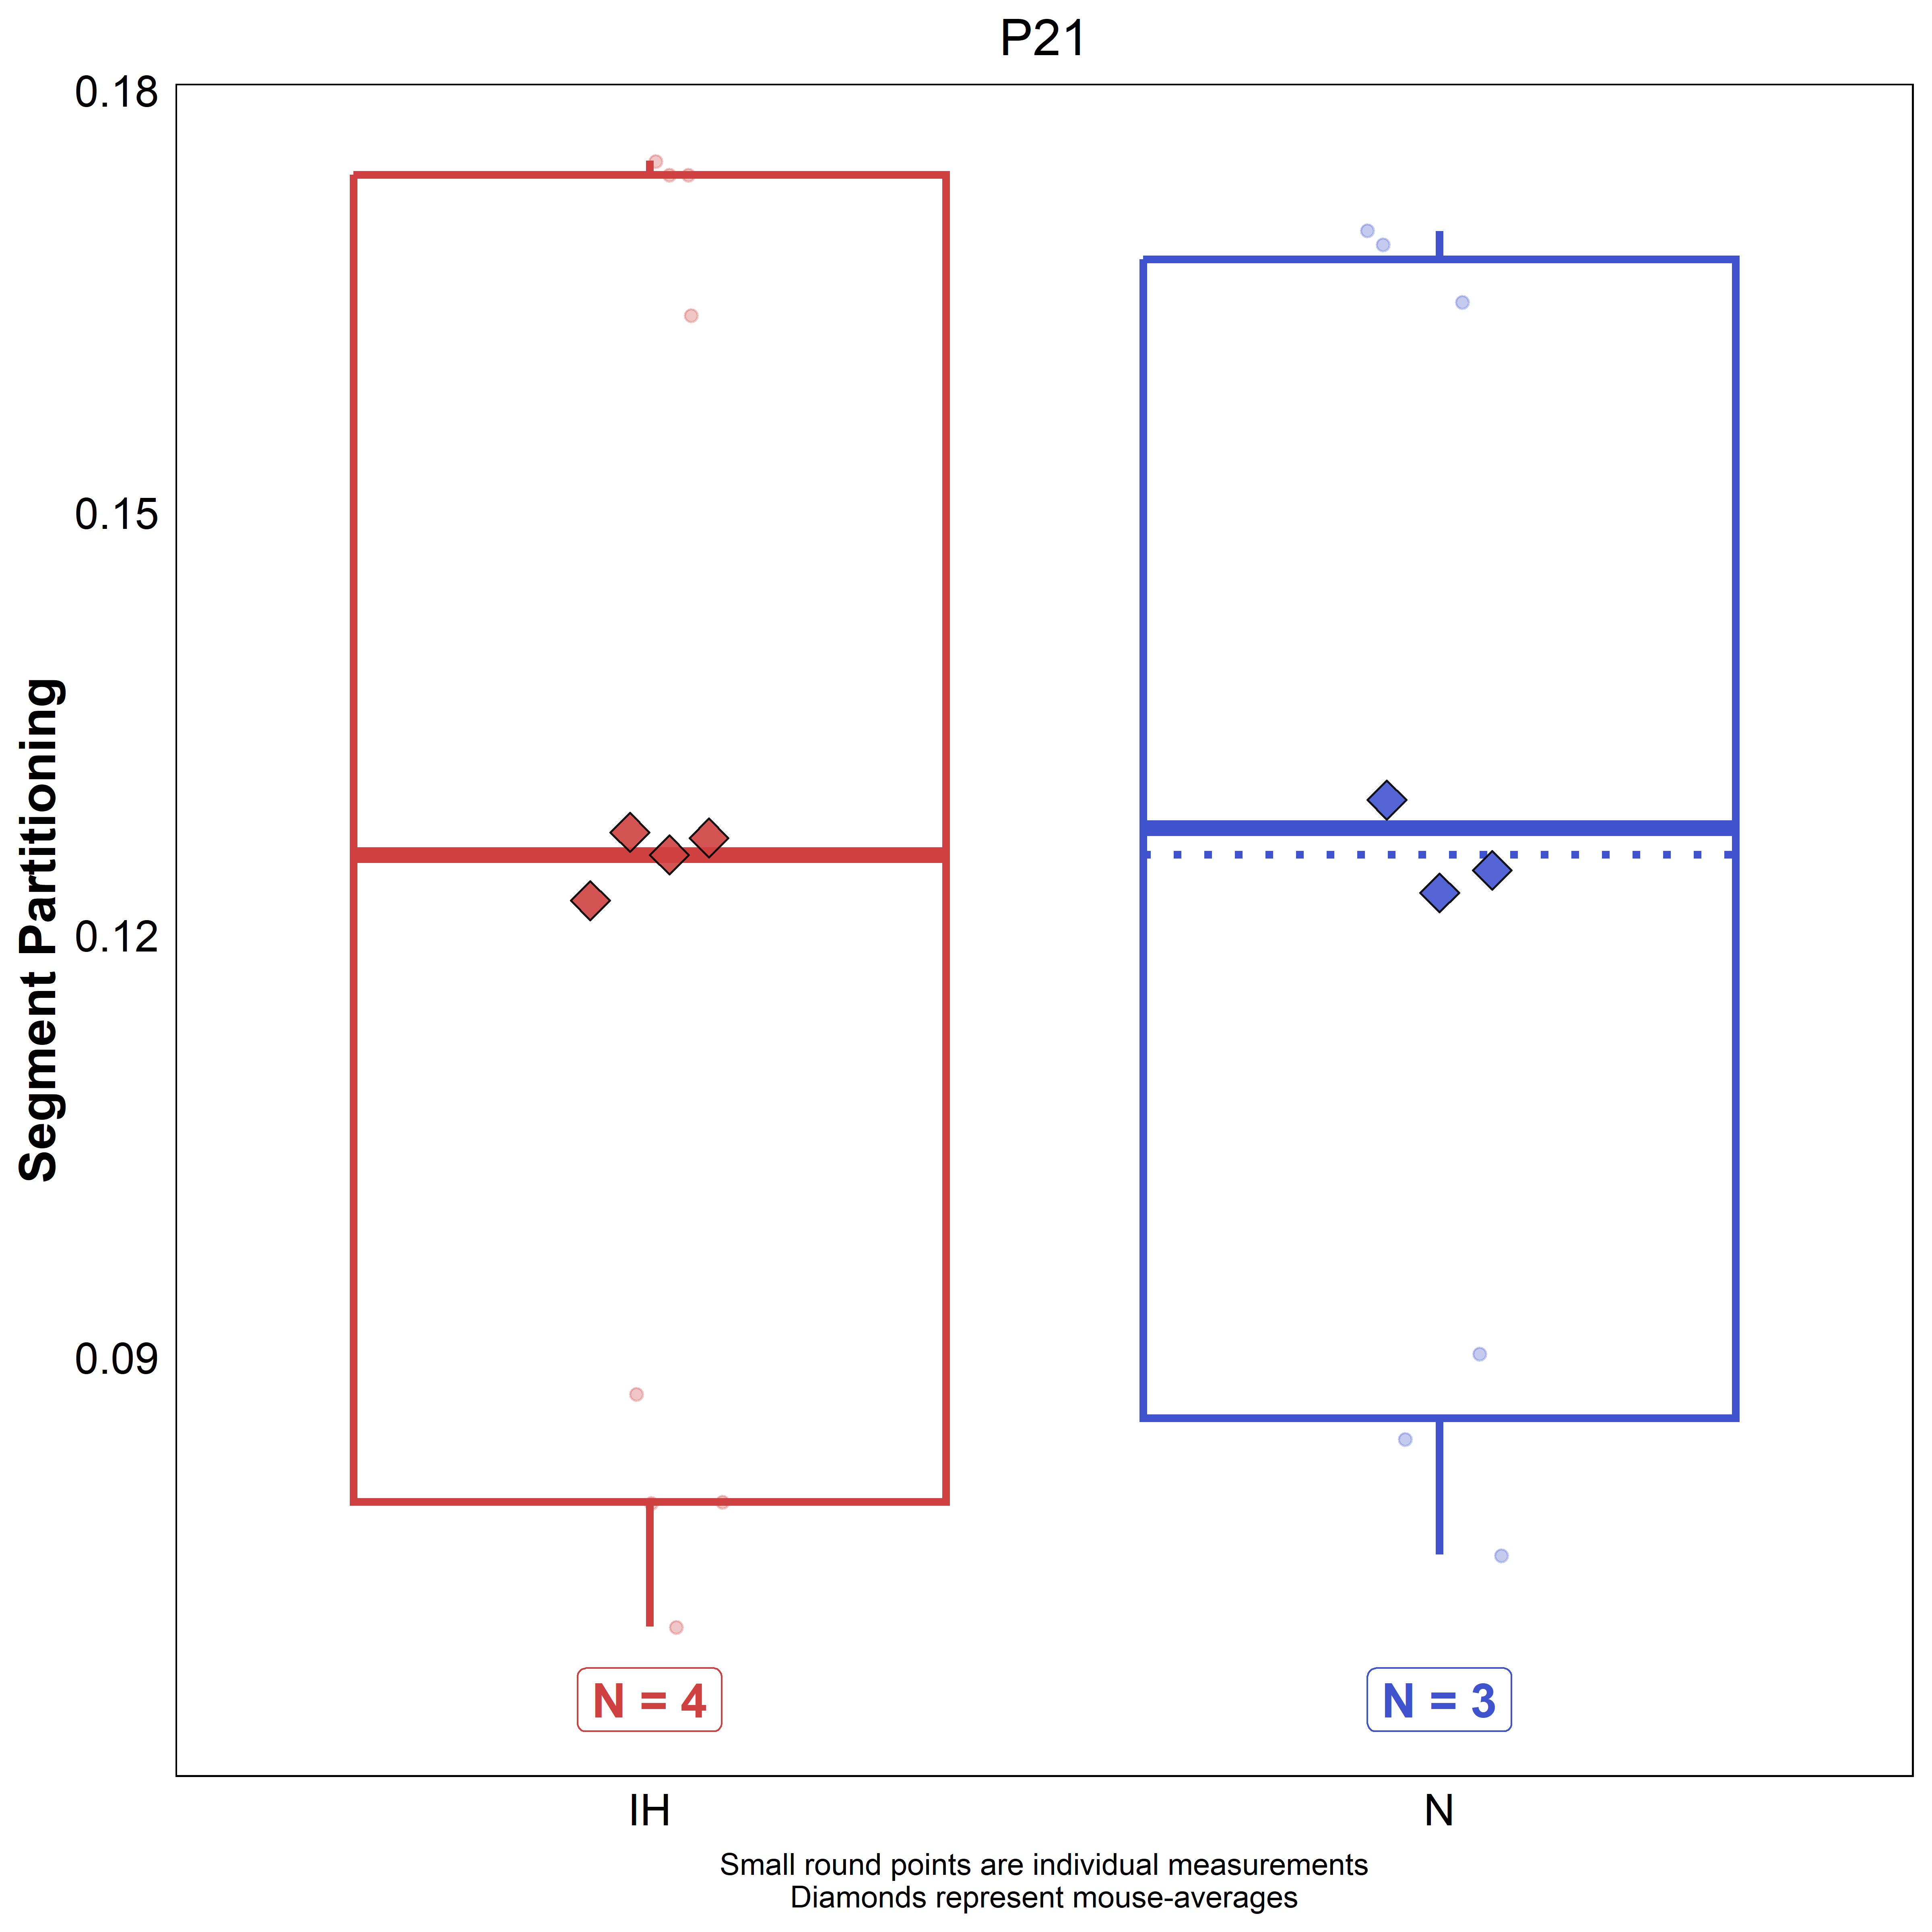 P21
0.18
0.15
0.12
0.09
Segment Partitioning
N = 4
N = 3
IH
N
Small round points are individual measurements
Diamonds represent mouse-averages